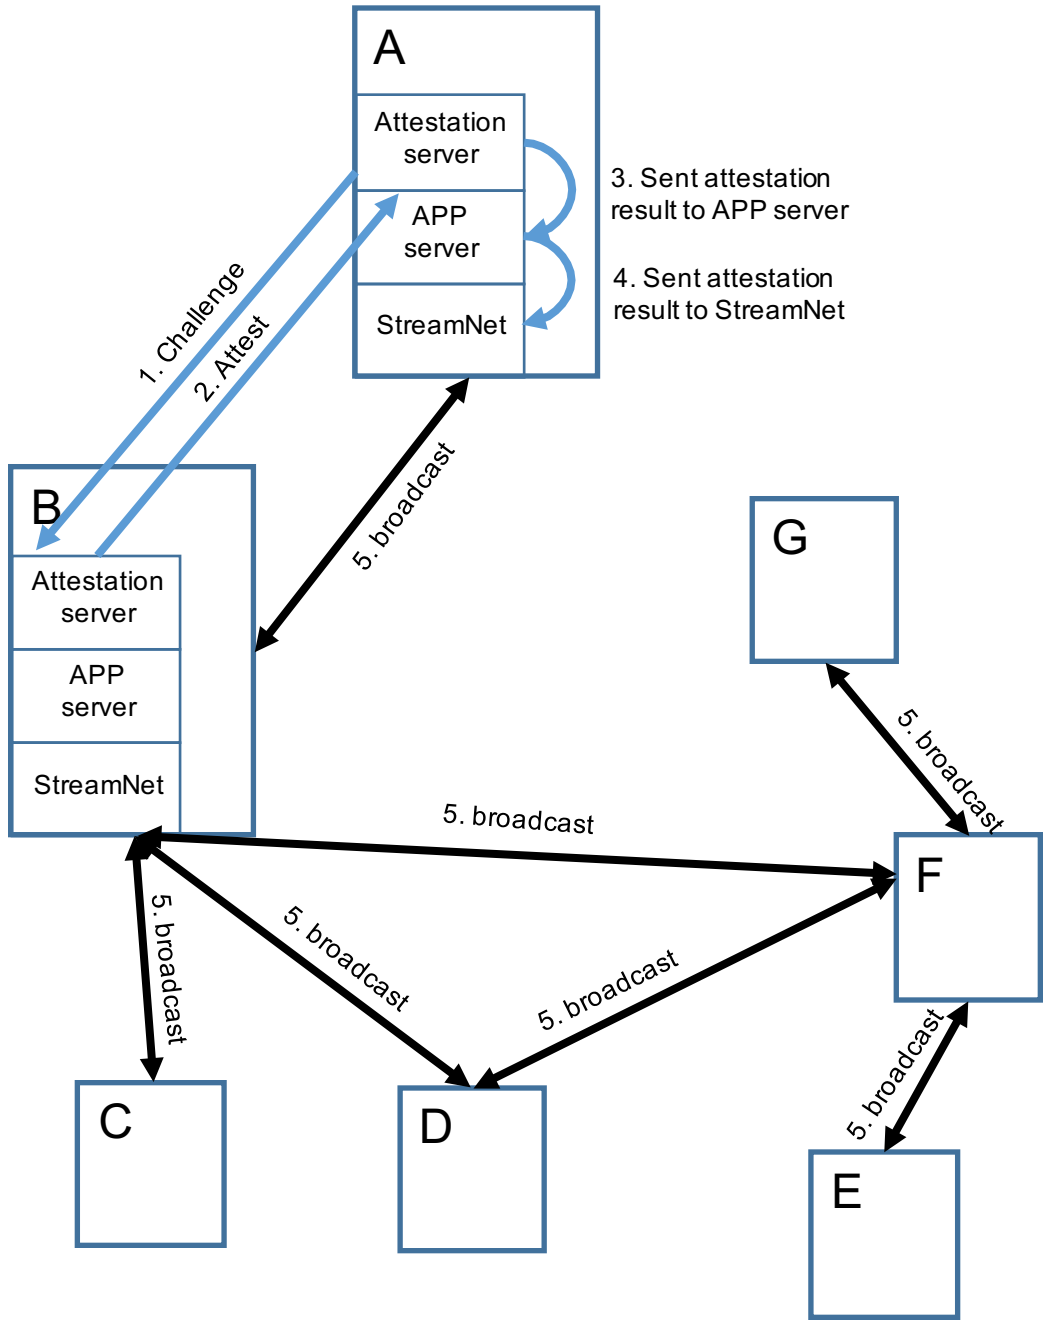 A
Attestation
server
APP
server
StreamNet
3. Sent attestation
result to APP server
4. Sent attestation
result to StreamNet
1. Challenge
2. Attest
5. broadcast
B
Attestation
server
APP
server
StreamNet
G
5. broadcast
5. broadcast
F
5. broadcast
5. broadcast
5. broadcast
5. broadcast
C
D
E